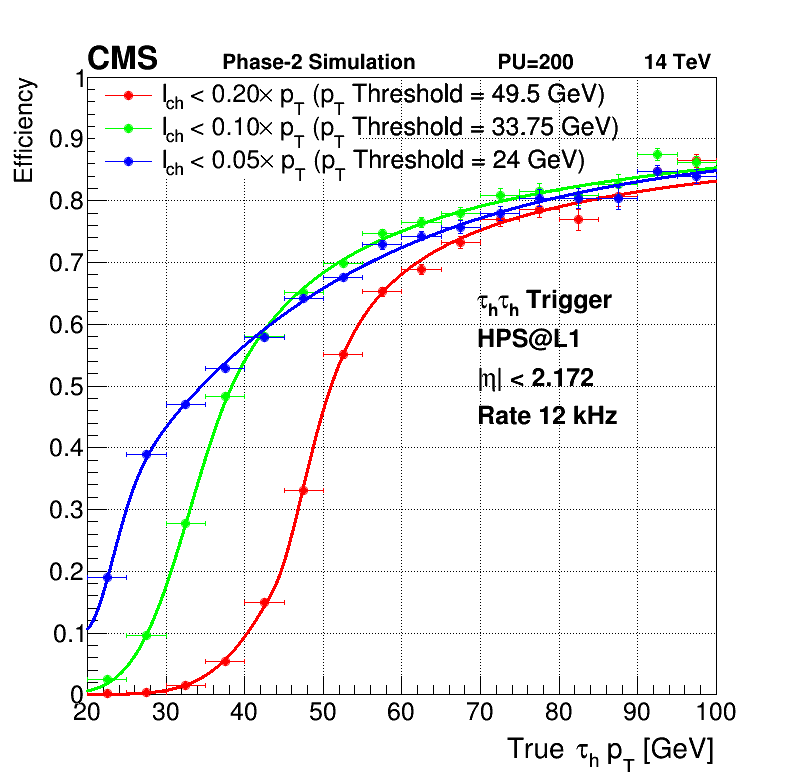 CMS Phase-2 Simulation PU=200 14 TeV
Efficiency
I_ch < 0.20× p_T (p_T Threshold = 49.5 GeV)
I_ch < 0.10× p_T (p_T Threshold = 33.75 GeV)
I_ch < 0.05× p_T (p_T Threshold = 24 GeV)
τ_hτ_h Trigger
HPS@L1
|η| < 2.172
Rate 12 kHz
1
0.9
0.8
0.7
0.6
0.5
0.4
0.3
0.2
0.1
0
20 30 40 50 60 70 80 90 100
True τ_h p_T [GeV]